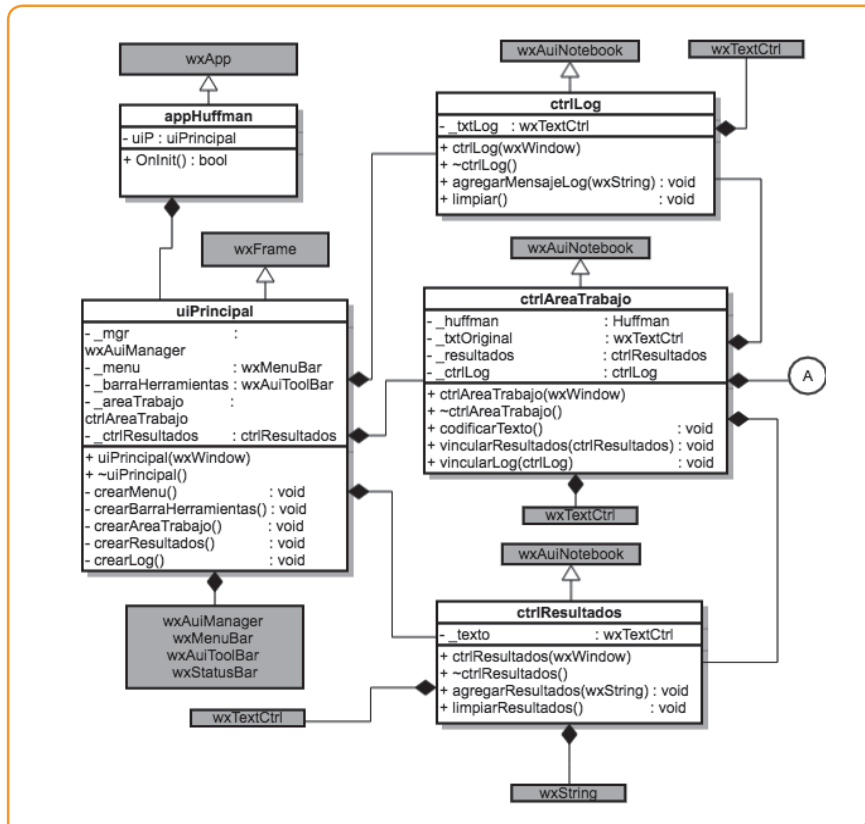 wxApp
appHuffman
- uiP : uiPrincipal
+ OnInit() : bool
wxFrame
uiPrincipal
- _mgr :
wxAuiManager
- _menu : wxMenuBar
- _barraHerramientas : wxAuiToolBar
- _areaTrabajo :
ctrlAreaTrabajo
- _ctrlResultados : ctrlResultados
+ uiPrincipal(wxWindow)
+ ~uiPrincipal()
- crearMenu() : void
- crearBarraHerramientas() : void
- crearAreaTrabajo() : void
- crearResultados() : void
- crearLog() : void
wxAuiManager
wxMenuBar
wxAuiToolBar
wxStatusBar
wxAuiNotebook
wxTextCtrl
ctrlLog
- _txtLog : wxTextCtrl
+ ctrlLog(wxWindow)
+ ~ctrlLog()
+ agregarMensajeLog(wxString) : void
+ limpiar() : void
wxAuiNotebook
ctrlAreaTrabajo
- _huffman : Huffman
- _txtOriginal : wxTextCtrl
- _resultados : ctrlResultados
- _ctrlLog : ctrlLog
+ ctrlAreaTrabajo(wxWindow)
+ ~ctrlAreaTrabajo()
+ codificarTexto() : void
+ vincularResultados(ctrlResultados) : void
+ vincularLog(ctrlLog) : void
A
wxTextCtrl
wxAuiNotebook
ctrlResultados
- _texto : wxTextCtrl
+ ctrlResultados(wxWindow)
+ ~ctrlResultados()
+ agregarResultados(wxString) : void
+ limpiarResultados() : void
wxTextCtrl
wxString